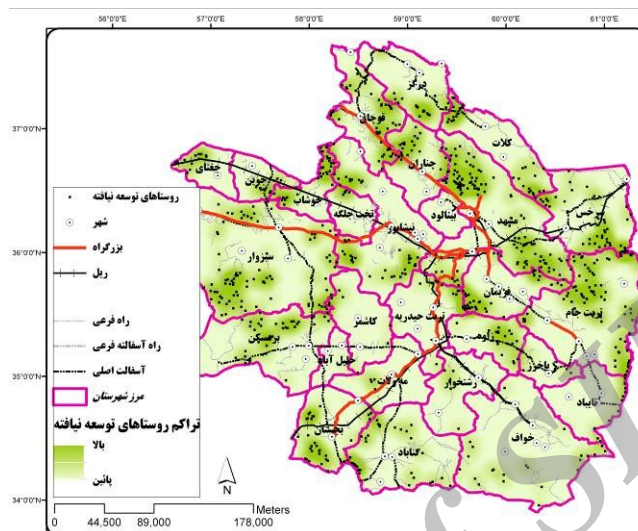 56°0'0"E 57°0'0"E 58°0'0"E 59°0'0"E 60°0'0"E 61°0'0"E
درگز
قوچان
37°0'0"N
کلات
چناران
جغتای
جوین
خوشاب
تخت جلگه
نیشابور
بینالود
مشهد
سرخس
36°0'0"N
سبزوار
فریمان
تربت جام
تربت حیدریه
کاشمر
بردسکن
خلیل آباد
زاوه
باخرز
35°0'0"N
مه ولات
رشتخوار
تایباد
بجستان
خواف
گناباد
34°0'0"N
روستاهای توسعه نیافته
شهر
بزرگراه
ریل
راه فرعی
راه آسفالته فرعی
آسفالت اصلی
مرز شهرستان
تراکم روستاهای توسعه نیافته
بالا
پائین
N
Meters
0 44,500 89,000 178,000